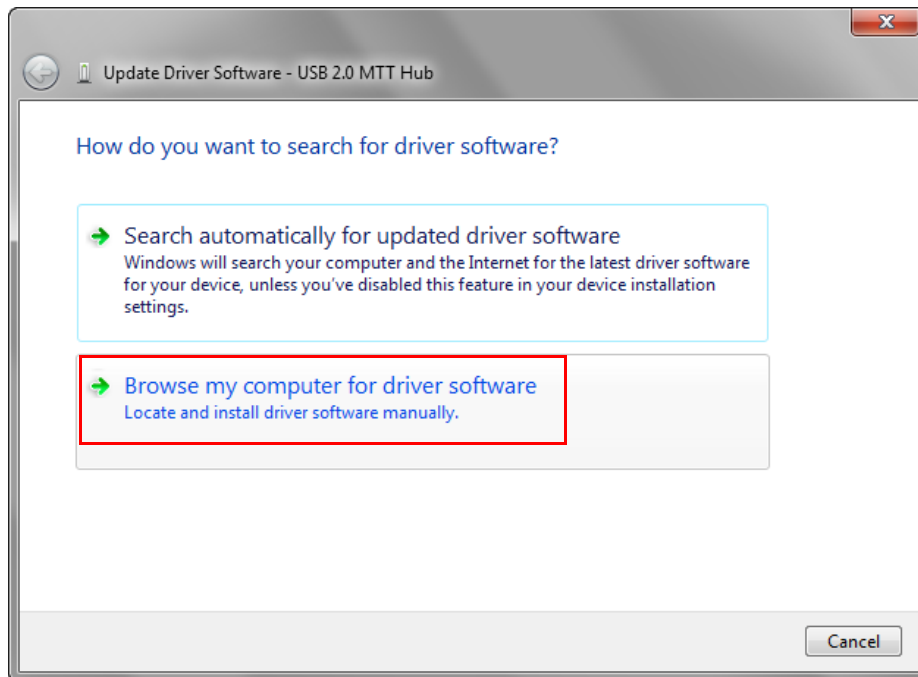 Update Driver Software - USB 2.0 MTT Hub
How do you want to search for driver software?
Search automatically for updated driver software
Windows will search your computer and the Internet for the latest driver software
for your device, unless you've disabled this feature in your device installation
settings.
Browse my computer for driver software
Locate and install driver software manually.
Cancel